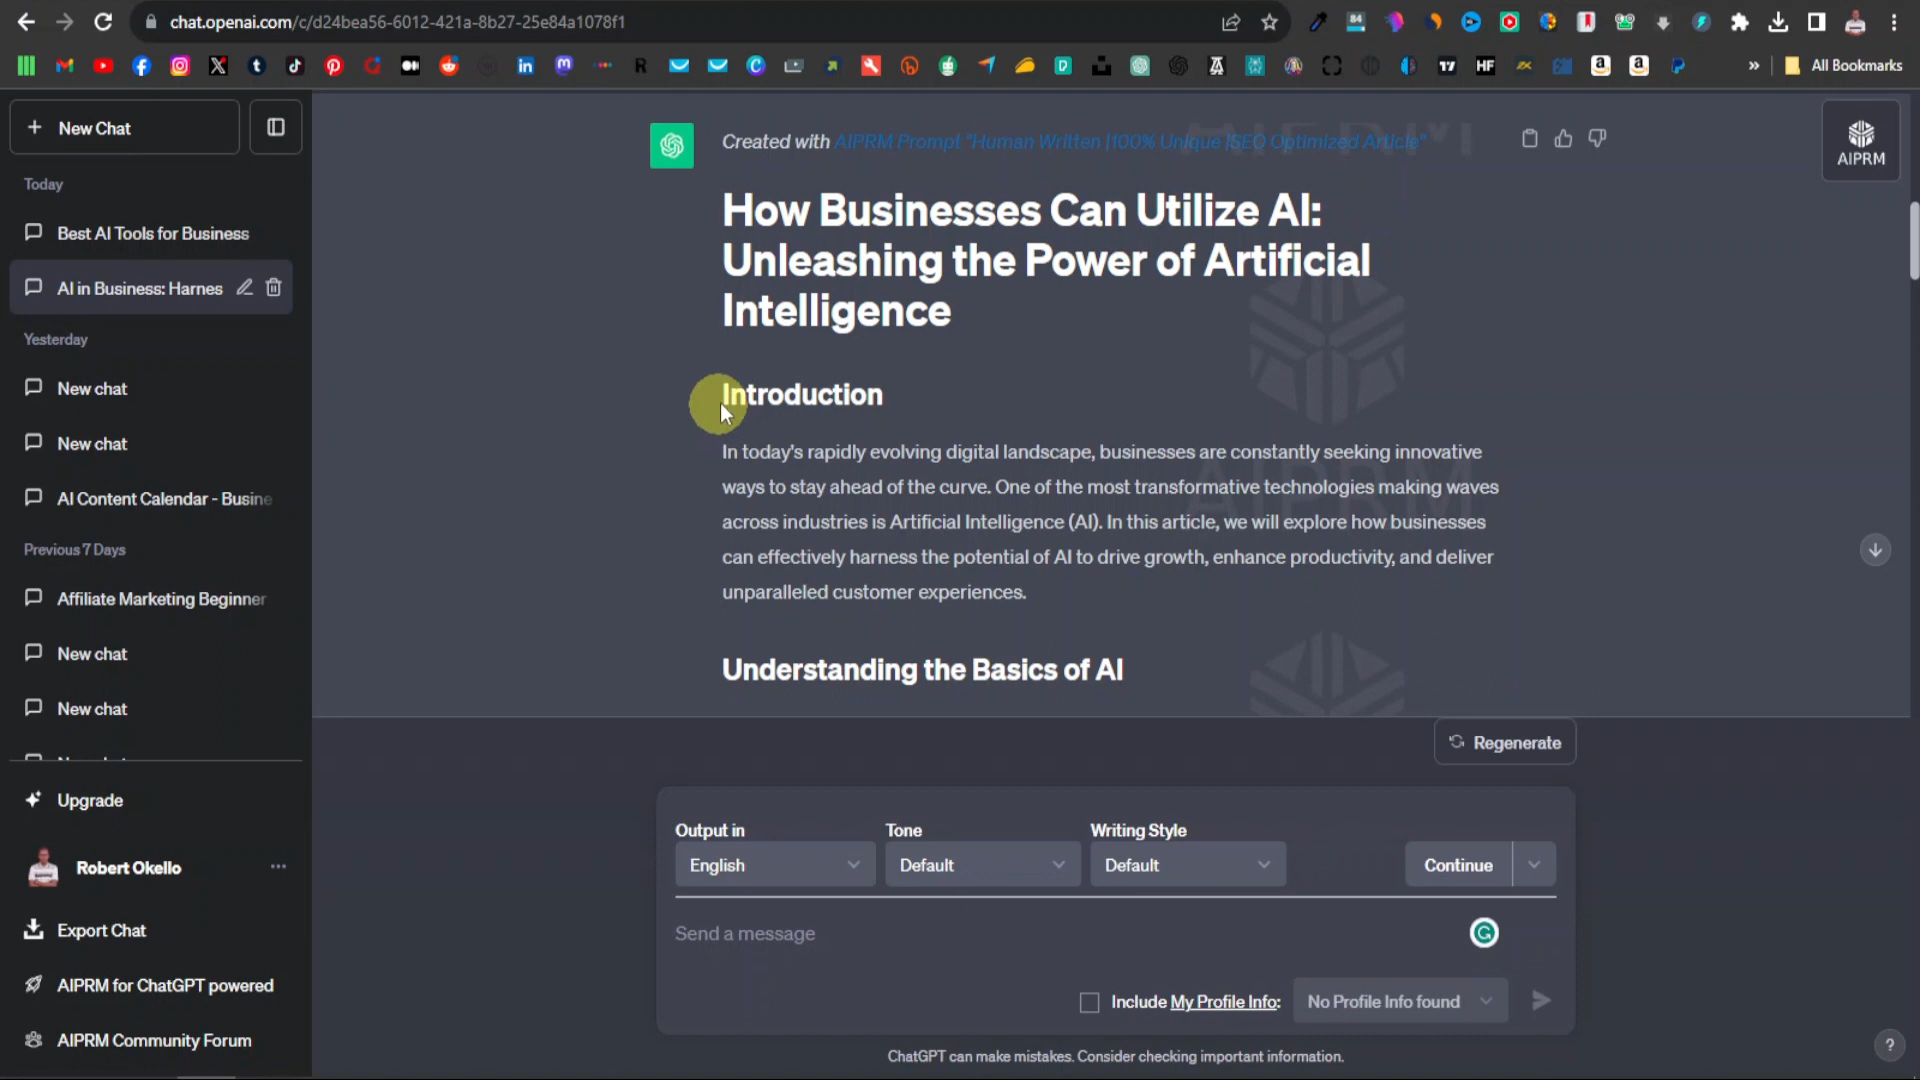 chat.openai.com/c/d24bea56-6012-421a-8b27-25e84a1078f1
84
All Bookmarks
New Chat
Today
Best AI Tools for Business
AI in Business: Harnes
Yesterday
New chat
New chat
AI Content Calendar - Busine
Previous 7 Days
Affiliate Marketing Beginner
New chat
New chat
Upgrade
Robert Okello
Export Chat
AIPRM for ChatGPT powered
AIPRM Community Forum
Created with AIPRM Prompt "Human Written |100% Unique |SEO Optimized Article"
AIPRM
How Businesses Can Utilize AI:
Unleashing the Power of Artificial
Intelligence
Introduction
In today's rapidly evolving digital landscape, businesses are constantly seeking innovative
ways to stay ahead of the curve. One of the most transformative technologies making waves
across industries is Artificial Intelligence (AI). In this article, we will explore how businesses
can effectively harness the potential of AI to drive growth, enhance productivity, and deliver
unparalleled customer experiences.
Understanding the Basics of AI
Regenerate
Output in
Tone
Writing Style
English
Default
Default
Continue
Send a message
Include My Profile Info:
No Profile Info found
ChatGPT can make mistakes. Consider checking important information.
?